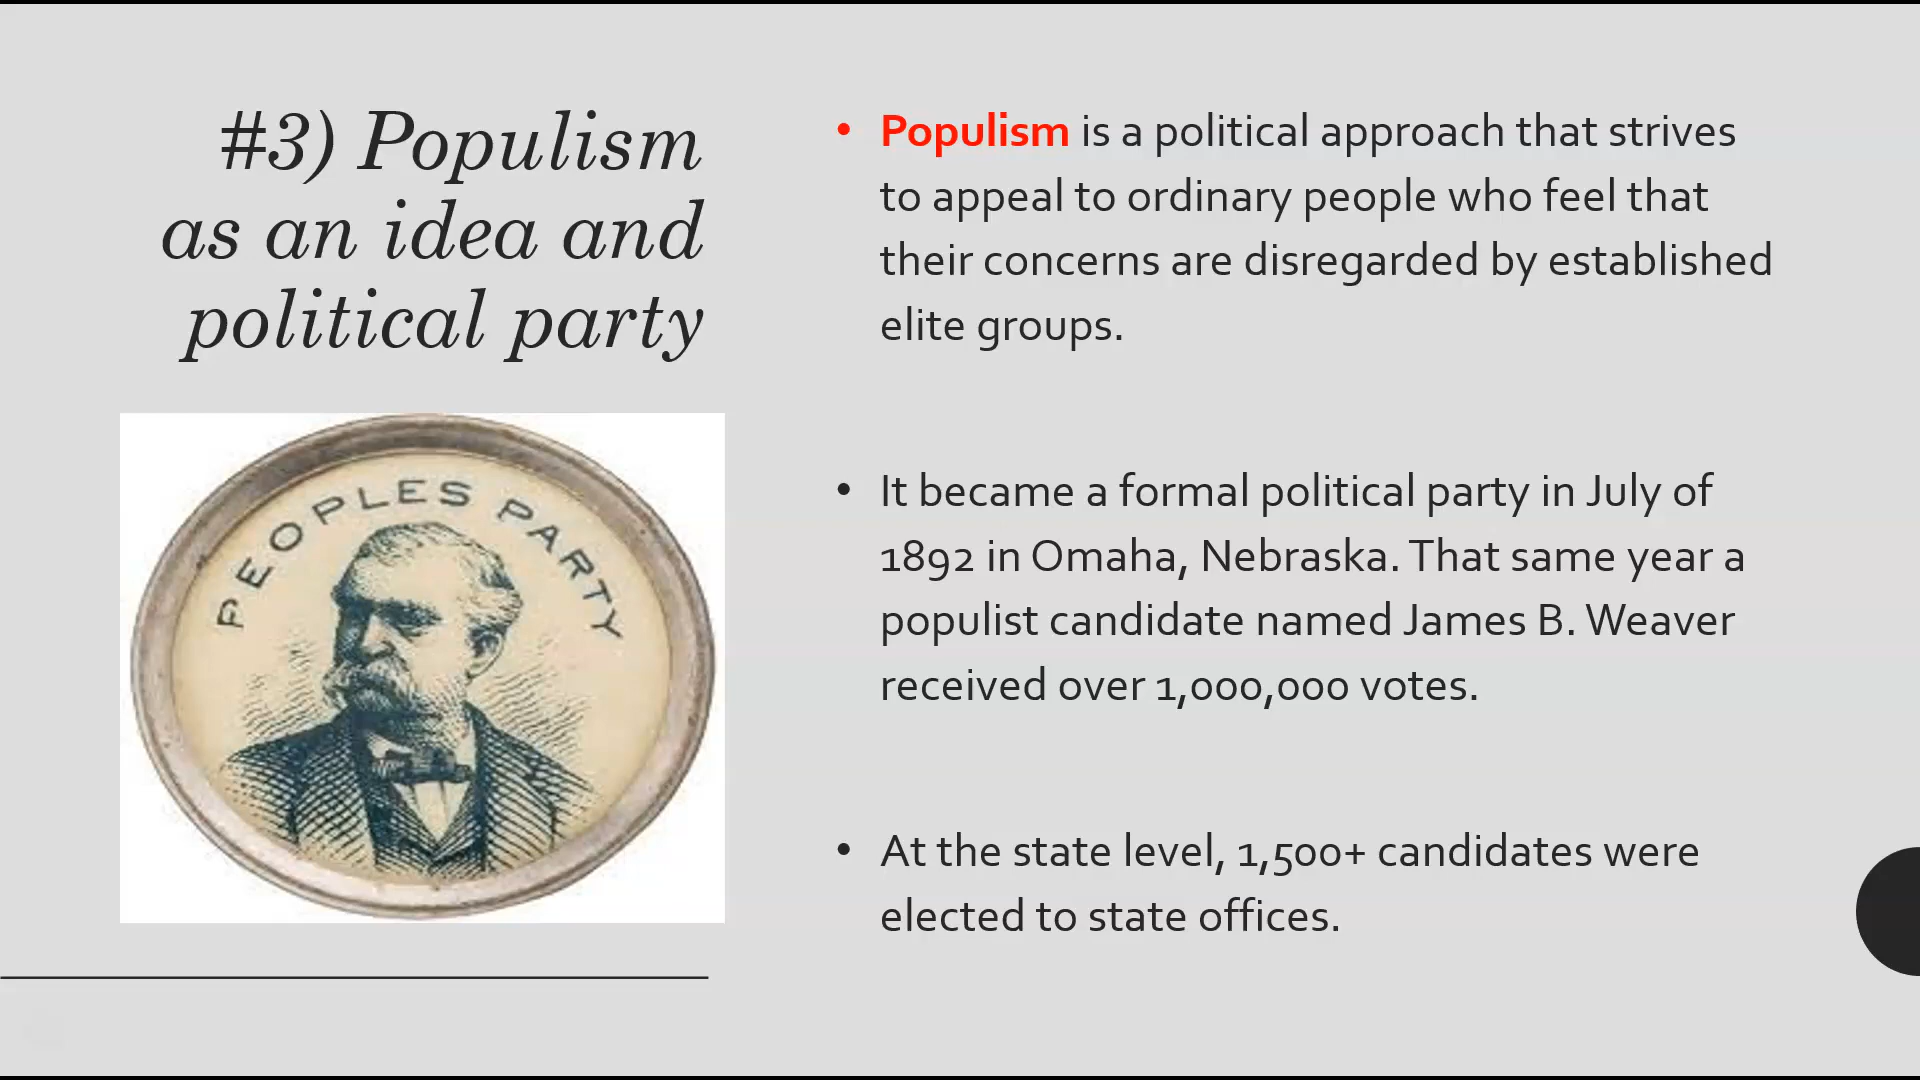 #3) Populism
as an idea and
political party
PEOPLES PARTY
• Populism is a political approach that strives
to appeal to ordinary people who feel that
their concerns are disregarded by established
elite groups.
• It became a formal political party in July of
1892 in Omaha, Nebraska. That same year a
populist candidate named James B. Weaver
received over 1,000,000 votes.
• At the state level, 1,500+ candidates were
elected to state offices.